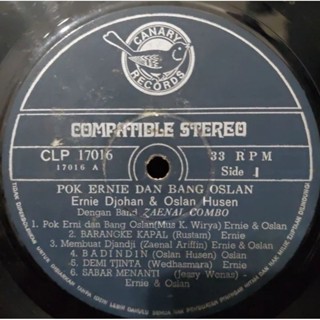 CANARY
RECORDS
COMPATIBLE STEREO
CLP 17016
17016 A
33 RPM
Side 1
POK ERNIE DAN BANG OSLAN
Ernie Djohan & Oslan Husen
Dengan Band ZAENAL COMBO
1. Pok Erni dan Bang Oslan(Mus K. Wirya) Ernie & Oslan
2. BARANGKE KAPAL (Rustam) Ernie
3. Membuat Djandji (Zaenal Ariffin) Ernie & Oslan
4. BADINDIN (Oslan Husen) Oslan
5. DEMI TJINTA (Wedhasmara) Ernie
6. SABAR MENANTI (Jessy Wenas) -
Ernie & Oslan